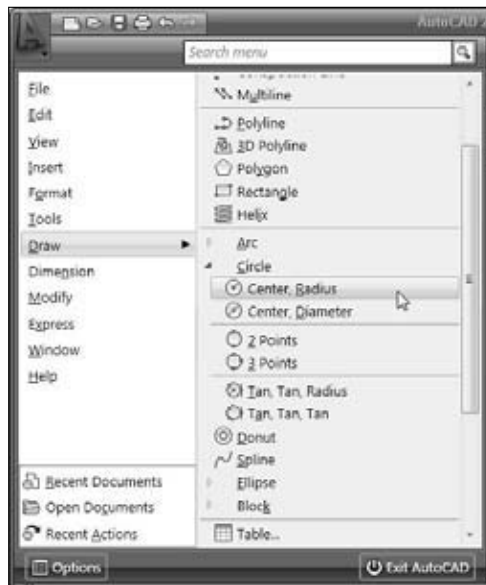 AutoCAD 2
Search menu
File
Edit
View
Insert
Format
Tools
Draw
Dimension
Modify
Express
Window
Help
Recent Documents
Open Documents
Recent Actions
Multiline
Polyline
3D Polyline
Polygon
Rectangle
Helix
Arc
Circle
Center, Radius
Center, Diameter
2 Points
3 Points
Tan, Tan, Radius
Tan, Tan, Tan
Donut
Spline
Ellipse
Block
Table...
Options
Exit AutoCAD